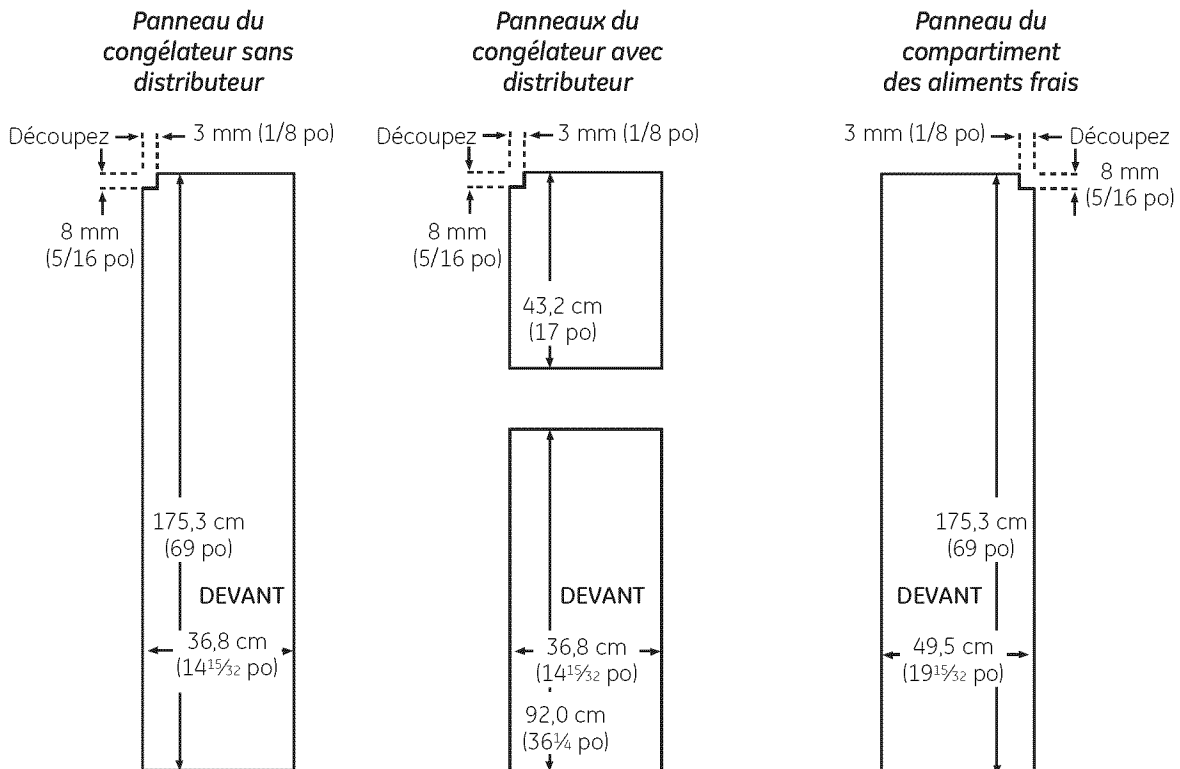 Panneau du
congélateur sans
distributeur
Découpez
3 mm (1/8 po)
8 mm
(5/16 po)
175,3 cm
(69 po)
DEVANT
36,8 cm
(14 15/32 po)
Panneaux du
congélateur avec
distributeur
Découpez
3 mm (1/8 po)
8 mm
(5/16 po)
43,2 cm
(17 po)
DEVANT
36,8 cm
(14 15/32 po)
92,0 cm
(36 1/4 po)
Panneau du
compartiment
des aliments frais
3 mm (1/8 po)
Découpez
8 mm
(5/16 po)
175,3 cm
(69 po)
DEVANT
49,5 cm
(19 15/32 po)